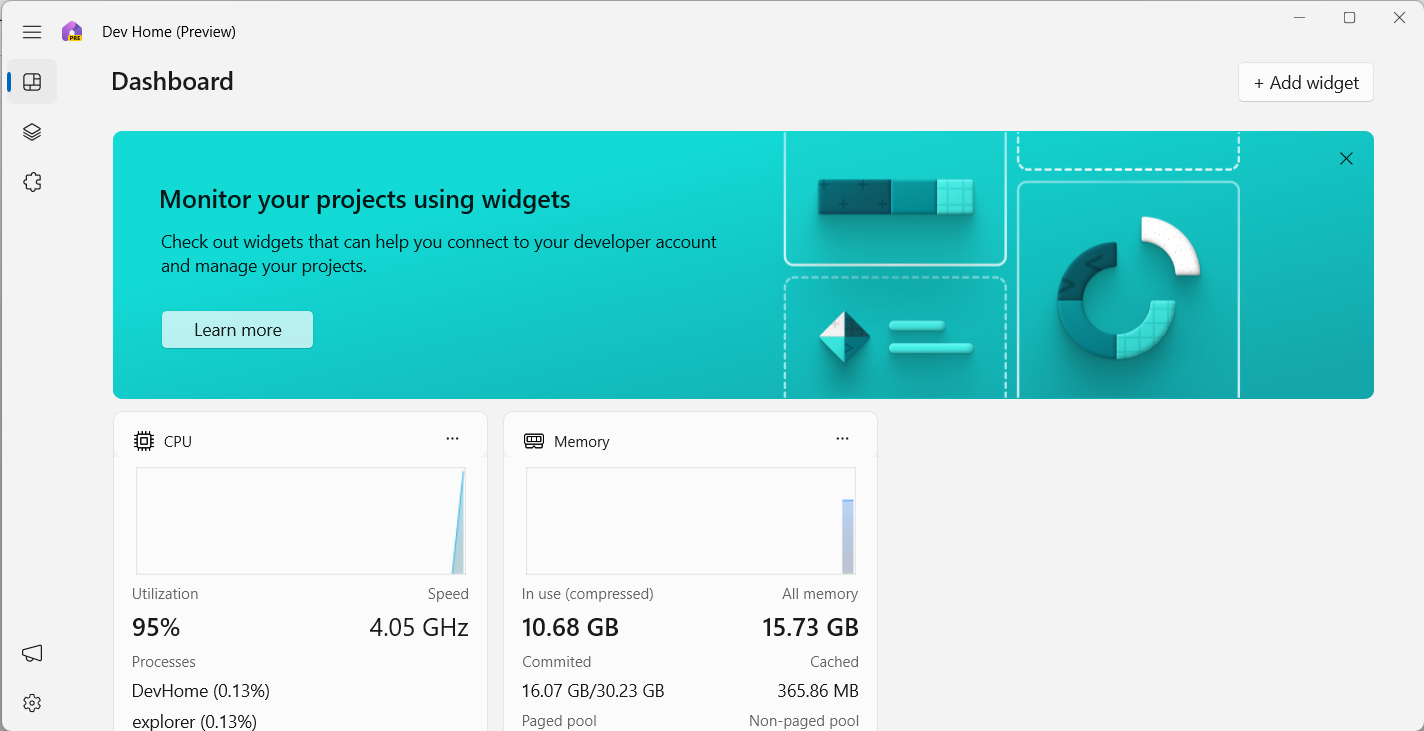 PRE
Dev Home (Preview)
Dashboard
+ Add widget
Monitor your projects using widgets
Check out widgets that can help you connect to your developer account
and manage your projects.
Learn more
CPU
Utilization
Speed
95%
4.05 GHz
Processes
DevHome (0.13%)
explorer (0.13%)
Memory
In use (compressed)
All memory
10.68 GB
15.73 GB
Commited
Cached
16.07 GB/30.23 GB
365.86 MB
Paged pool
Non-paged pool